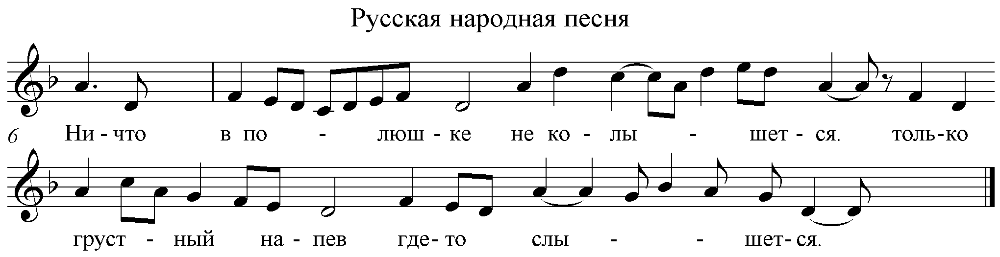 Русская народная песня
Ни - что в по - люш - ке не ко - лы - шет - ся. толь-ко
6
груст - ный на - пев где- то слы - - шет- ся.